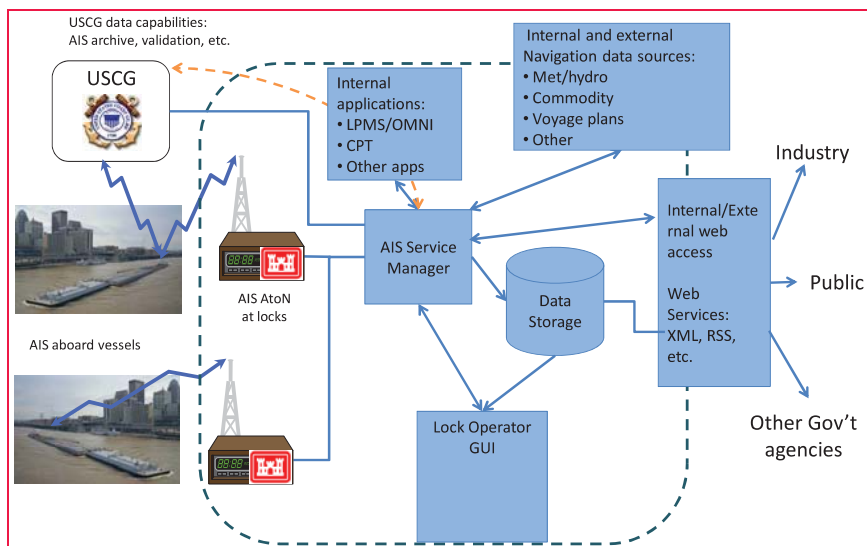 USCG data capabilities:
AIS archive, validation, etc.
USCG
Internal
applications:
• LPMS/OMNI
• CPT
• Other apps
Internal and external
Navigation data sources:
• Met/hydro
• Commodity
• Voyage plans
• Other
Industry
Internal/Exte
rnal web
access
Web
Services:
XML, RSS,
etc.
Public
Other Gov't
agencies
AIS Service
Manager
Data
Storage
AIS AtoN
at locks
AIS aboard vessels
Lock Operator
GUI